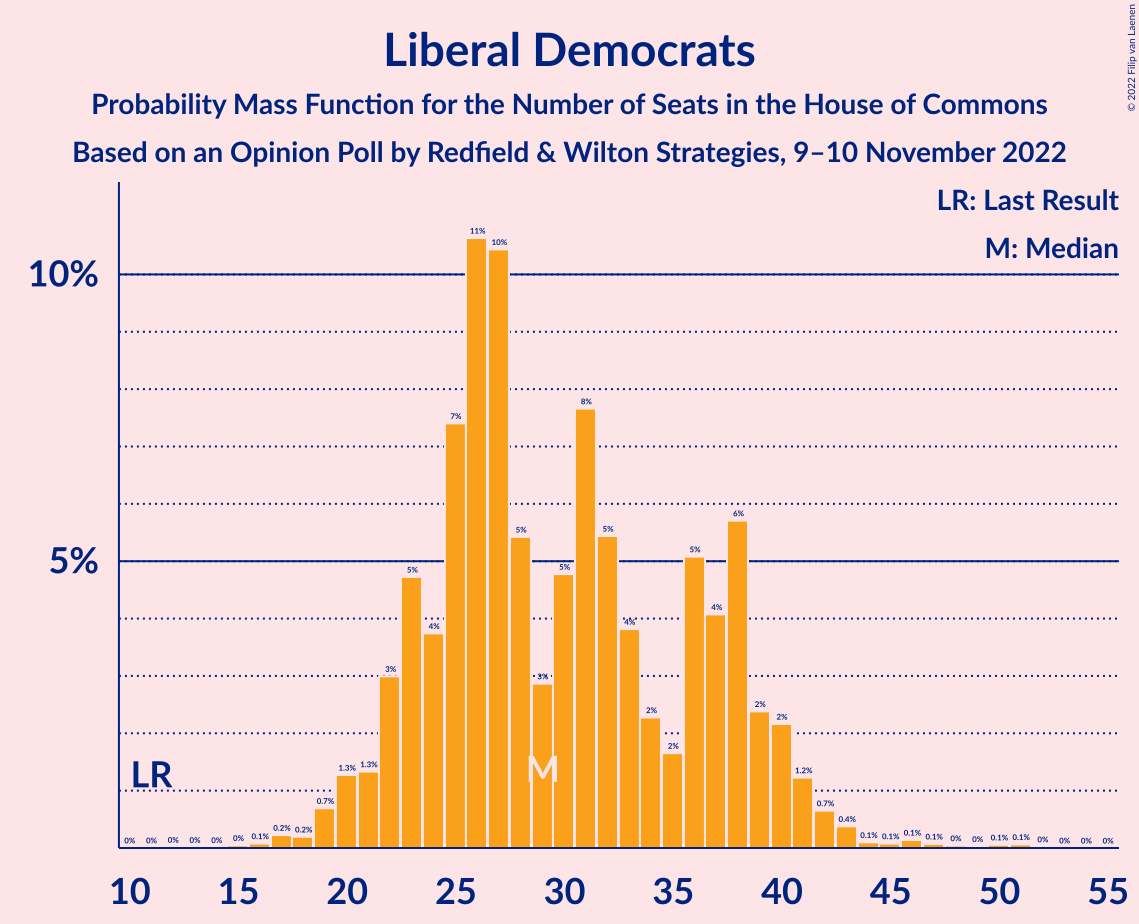 © 2022 Filip van Laenen
Liberal Democrats
Probability Mass Function for the Number of Seats in the House of Commons
Based on an Opinion Poll by Redfield & Wilton Strategies, 9–10 November 2022
LR: Last Result
M: Median
10%
5%
0% 0% 0% 0% 0% 0% 0.1% 0.2% 0.2% 0.7% 1.3% 1.3% 3% 5% 4% 7% 11% 10% 5% 3% 5% 8% 5% 4% 2% 2% 5% 4% 6% 2% 2% 1.2% 0.7% 0.4% 0.1% 0.1% 0.1% 0.1% 0% 0% 0.1% 0.1% 0% 0% 0% 0%
LR
M
10 15 20 25 30 35 40 45 50 55